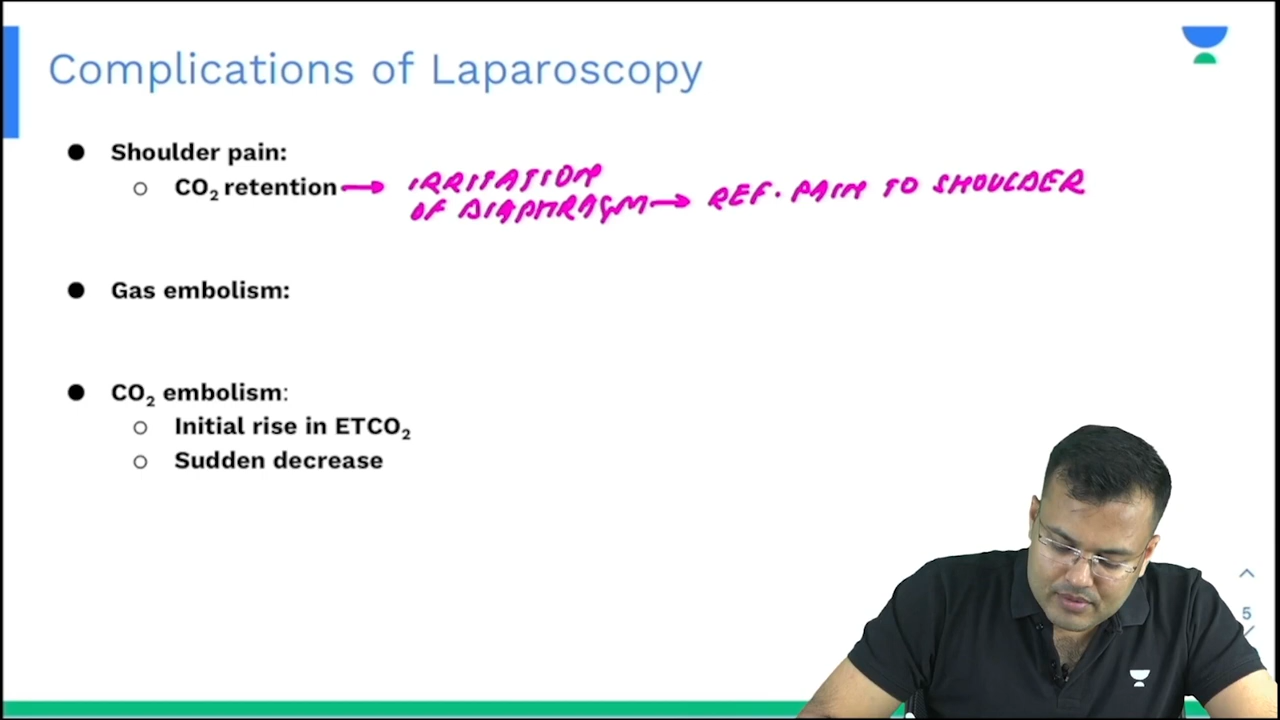 Complications of Laparoscopy
● Shoulder pain:
○ CO₂ retention → IRRITATION
OF DIAPHRAGM → REF. PAIN TO SHOULDER
● Gas embolism:
● CO₂ embolism:
○ Initial rise in ETCO₂
○ Sudden decrease
5